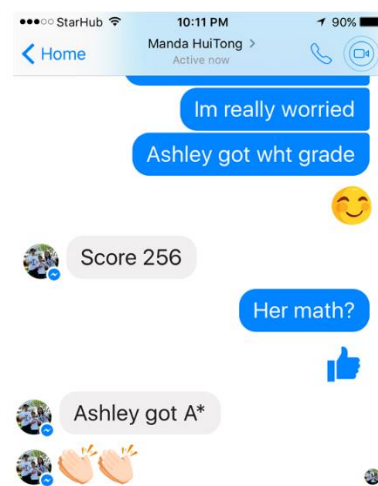 StarHub 10:11 PM 90%
Home Manda HuiTong >
Active now
Im really worried
Ashley got wht grade
Score 256
Her math?
Ashley got A*